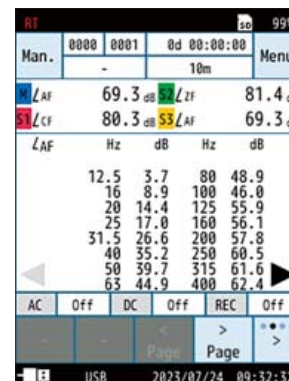 RT SD 99
Man. 0000 0001 0d 00:00:00 Menu
- 10m
M LAF 69.3 dB S2 LZF 81.4 d
S1 LCF 80.3 dB S3 LAF 69.3 d
LAF Hz dB Hz dB
12.5 3.7 80 48.9
16 8.9 100 46.0
20 14.4 125 55.9
25 17.0 160 56.1
31.5 26.6 200 57.8
40 35.2 250 60.5
50 39.7 315 61.6
63 44.9 400 62.4
AC Off DC Off REC Off
- - < Page > Page >
USB 2023/07/24 09:32:3